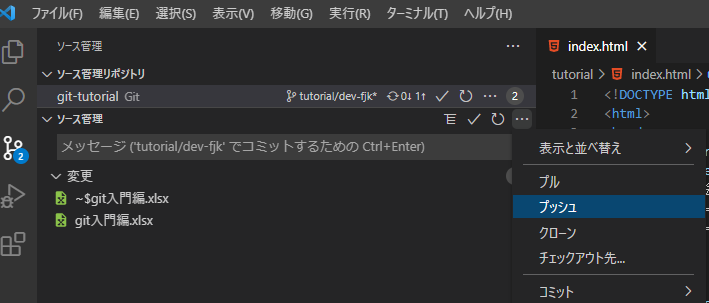 ファイル(F) 編集(E) 選択(S) 表示(V) 移動(G) 実行(R) ターミナル(T) ヘルプ(H)
ソース管理
ソース管理リポジトリ
git-tutorial Git tutorial/dev-fjk* 0↓ 1↑ 2
ソース管理
メッセージ ('tutorial/dev-fjk' でコミットするための Ctrl+Enter)
変更
~$git入門編.xlsx
git入門編.xlsx
2
index.html
tutorial > index.html >
1 <!DOCTYPE htm
2 <html>
表示と並べ替え
プル
プッシュ
クローン
チェックアウト先...
コミット